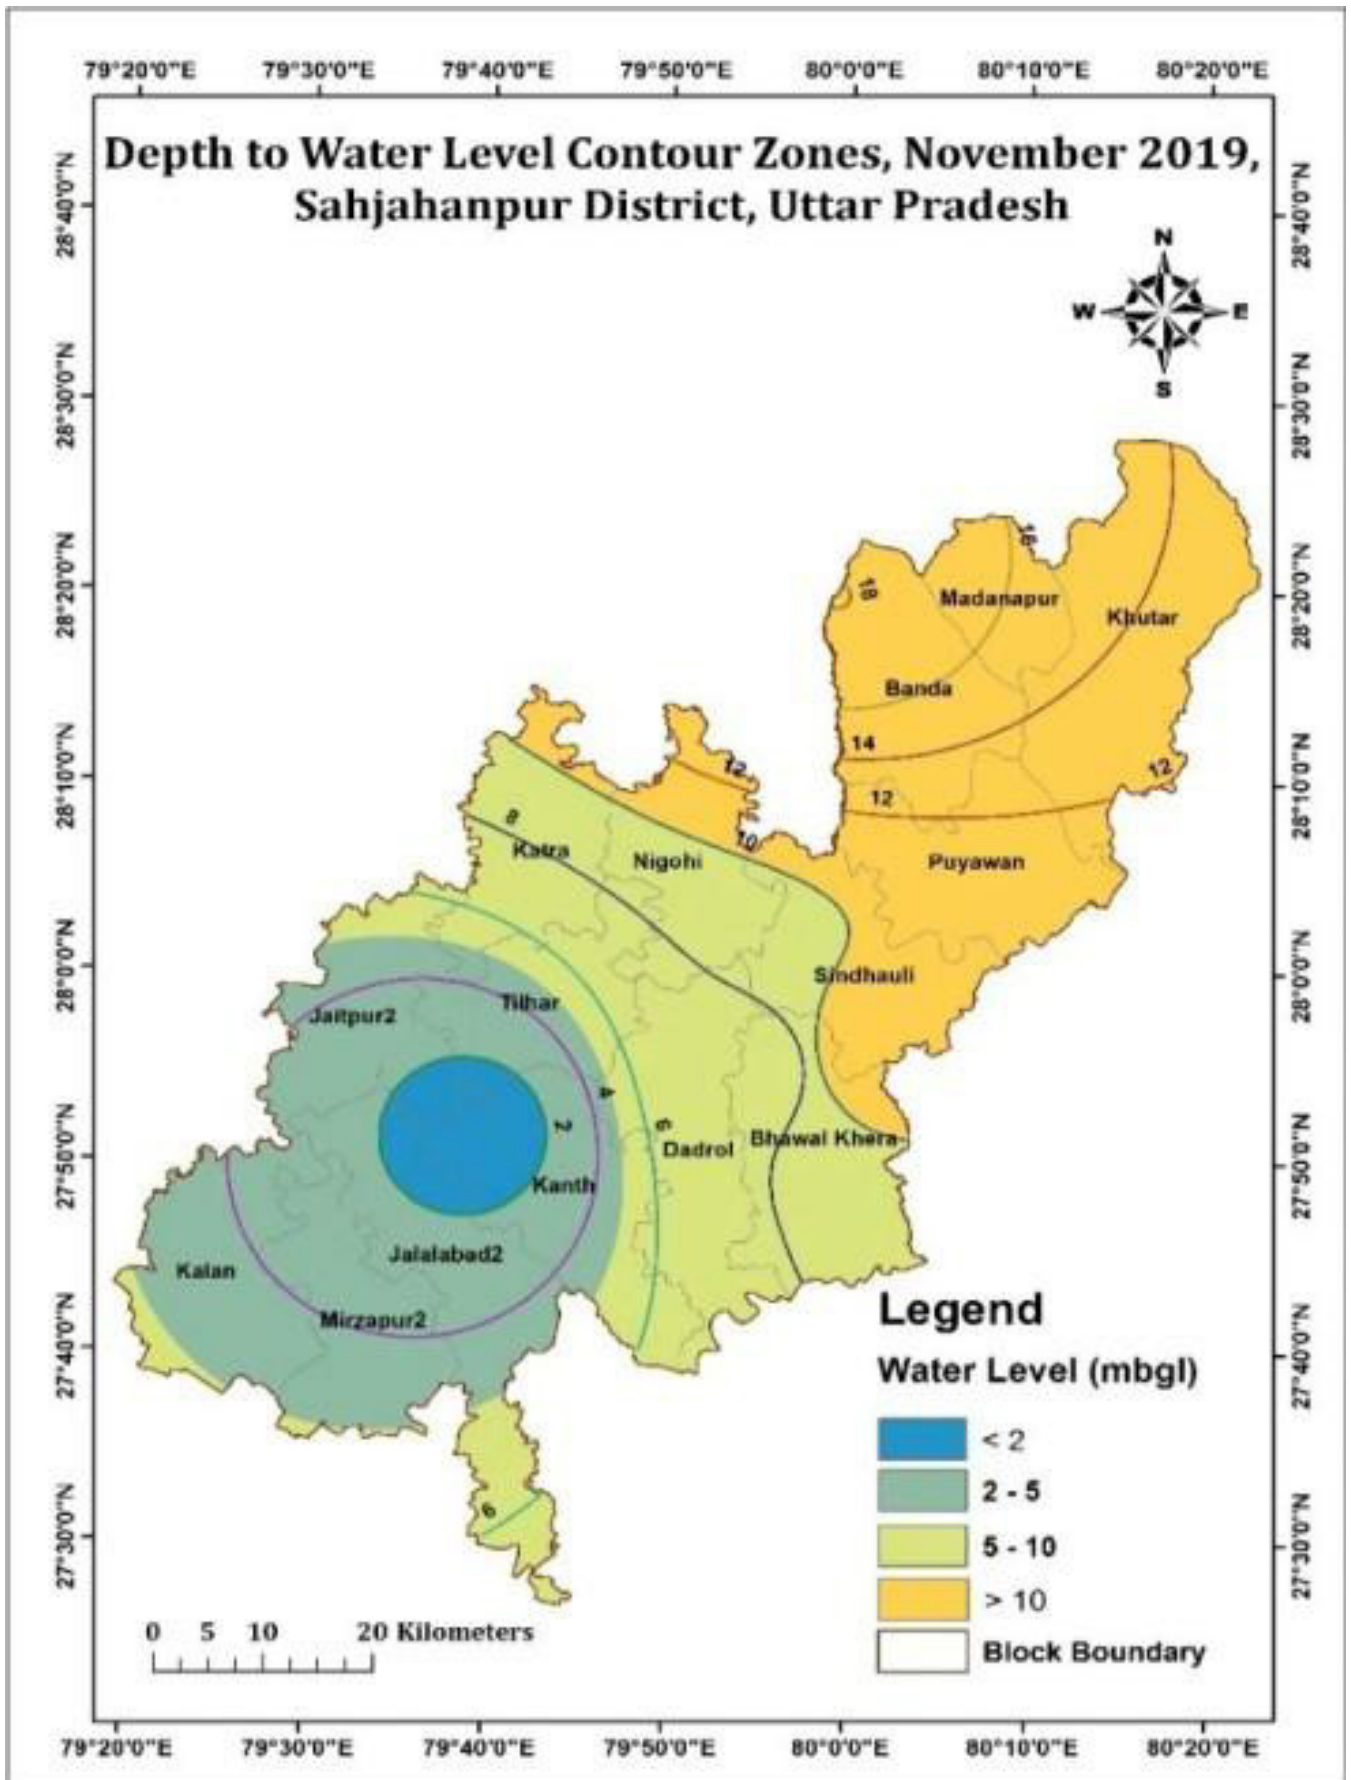 79°20'0"E 79°30'0"E 79°40'0"E 79°50'0"E 80°0'0"E 80°10'0"E 80°20'0"E
Depth to Water Level Contour Zones, November 2019,
Sahjahanpur District, Uttar Pradesh
28°40'0"N
28°40'0"N
N
W E
S
28°30'0"N
28°30'0"N
16
28°20'0"N
28°20'0"N
18
Madanapur
Khutar
Banda
14
12
12
28°10'0"N
28°10'0"N
12
8
10
Katra
Nigohi
Puyawan
28°0'0"N
28°0'0"N
Sindhauli
Tilhar
Jaitpur2
4
2
6
Bhawal Khera
Dadrol
27°50'0"N
27°50'0"N
Kanth
Jalalabad2
Kalan
Mirzapur2
27°40'0"N
27°40'0"N
6
27°30'0"N
27°30'0"N
Legend
Water Level (mbgl)
< 2
2 - 5
5 - 10
> 10
Block Boundary
0 5 10 20 Kilometers
79°20'0"E 79°30'0"E 79°40'0"E 79°50'0"E 80°0'0"E 80°10'0"E 80°20'0"E